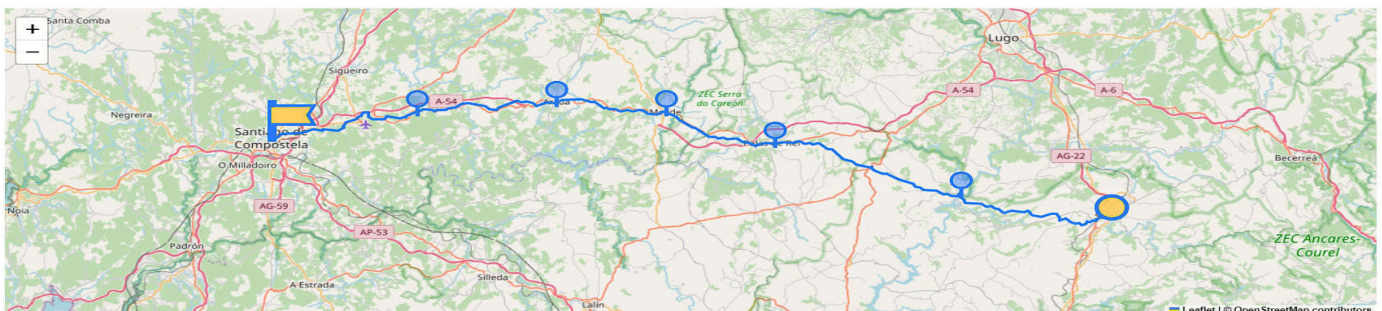 +
−
Santa Comba
Sigüeiro
Negreira
Santiago de
Compostela
O Milladoiro
Noia
AG-59
AP-53
Padrón
A Estrada
Silleda
Lalín
A-54
ZEC Serra
do Careón
Lugo
A-54
A-6
AG-22
Becerreá
ZEC Ancares-
Courel
Leaflet | © OpenStreetMap contributors